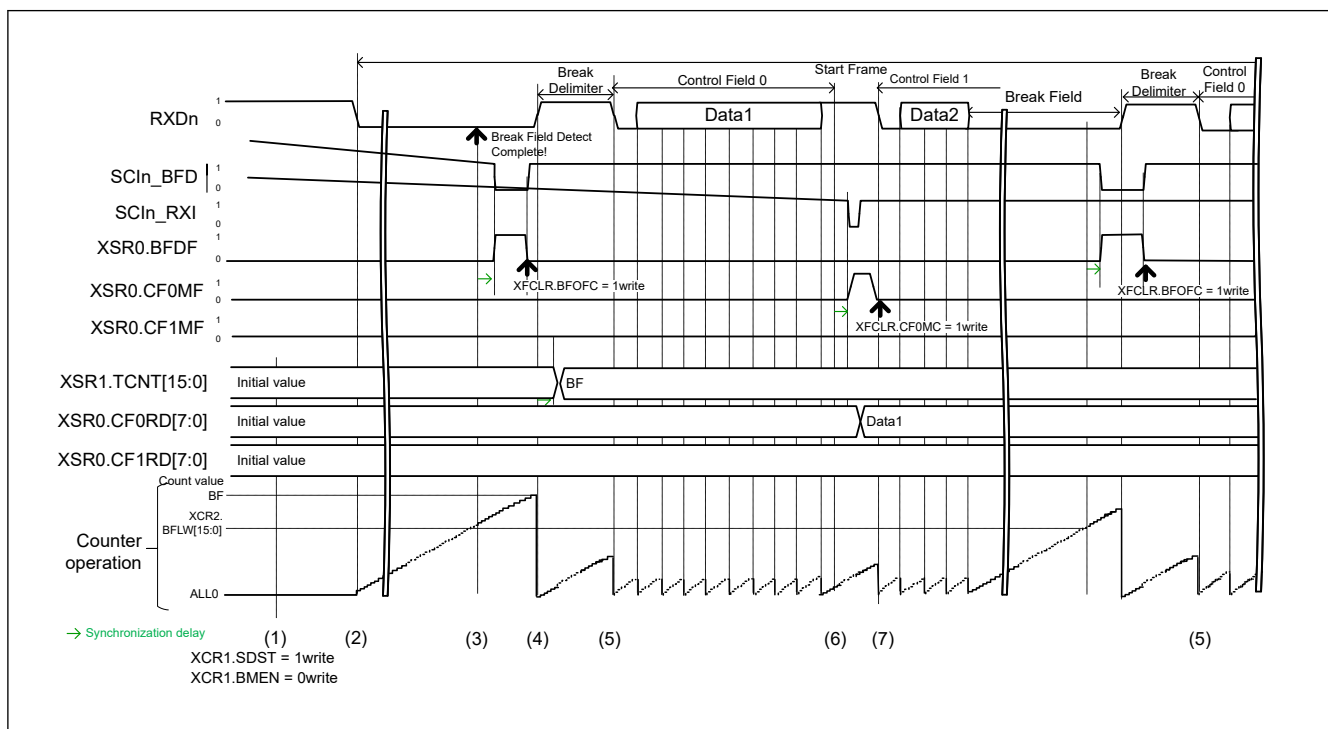 Start Frame
Break
Delimiter
Control Field 0
Control Field 1
Break Field
Break
Delimiter
Control
Field 0
RXDn
1
0
Data1
Data2
Break Field Detect
Complete!
SCIn_BFD
1
0
SCIn_RXI
1
0
XSR0.BFDF
1
0
XFCLR.BFOFC = 1write
XFCLR.BFOFC = 1write
XSR0.CF0MF
1
0
XFCLR.CF0MC = 1write
XSR0.CF1MF
1
0
XSR1.TCNT[15:0]
Initial value
BF
XSR0.CF0RD[7:0]
Initial value
Data1
XSR0.CF1RD[7:0]
Initial value
Count value
BF
XCR2.
BFLW[15:0]
Counter
operation
ALL0
Synchronization delay
(1)
(2)
(3)
(4)
(5)
(6)
(7)
(5)
XCR1.SDST = 1write
XCR1.BMEN = 0write